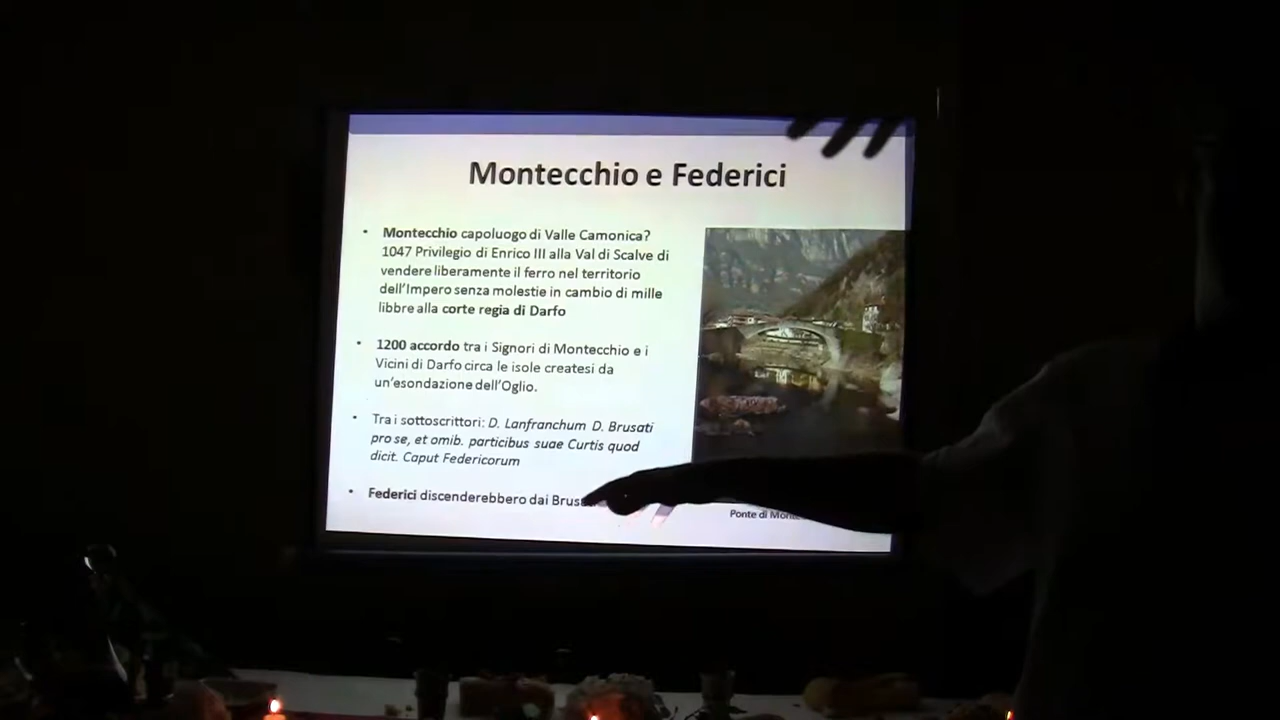 Montecchio e Federici
• Montecchio capoluogo di Valle Camonica?
1047 Privilegio di Enrico III alla Val di Scalve di
vendere liberamente il ferro nel territorio
dell'Impero senza molestie in cambio di mille
libbre alla corte regia di Darfo
• 1200 accordo tra i Signori di Montecchio e i
Vicini di Darfo circa le isole createsi da
un'esondazione dell'Oglio.
• Tra i sottoscrittori: D. Lanfranchum D. Brusati
pro se, et omib. particibus suae Curtis quod
dicit. Caput Federicorum
• Federici discenderebbero dai
Ponte di